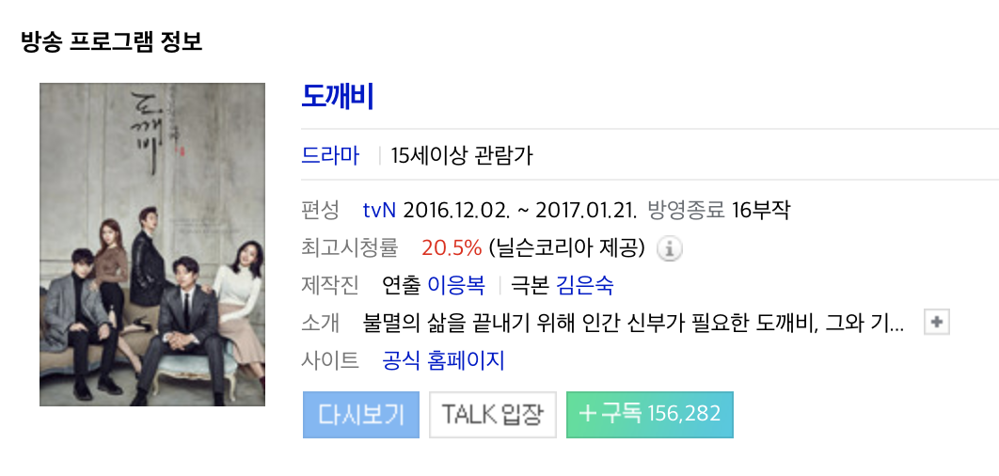 방송 프로그램 정보
도깨비
도깨비
드라마 | 15세이상 관람가
편성 tvN 2016.12.02. ~ 2017.01.21. 방영종료 16부작
최고시청률 20.5% (닐슨코리아 제공) i
제작진 연출 이응복 | 극본 김은숙
소개 불멸의 삶을 끝내기 위해 인간 신부가 필요한 도깨비, 그와 기... +
사이트 공식 홈페이지
다시보기 TALK 입장 + 구독 156,282